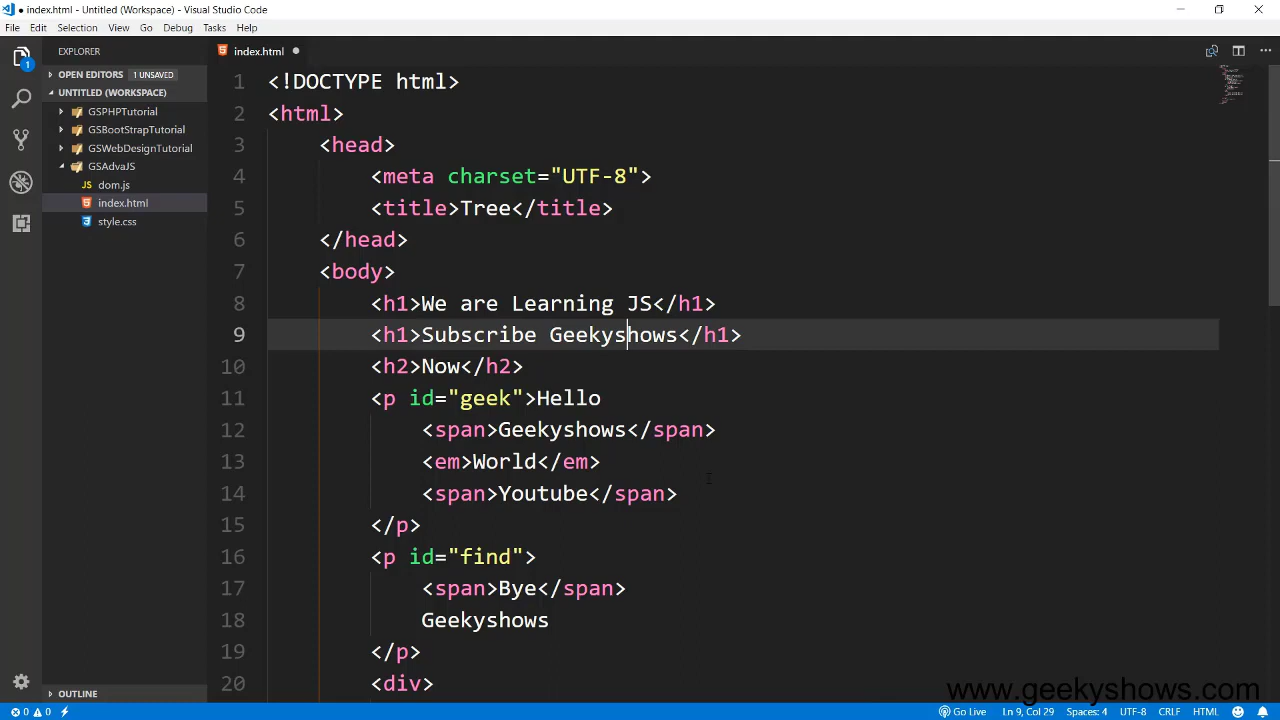 ● index.html - Untitled (Workspace) - Visual Studio Code
File Edit Selection View Go Debug Tasks Help
EXPLORER
index.html ●
OPEN EDITORS 1 UNSAVED
UNTITLED (WORKSPACE)
GSPHPTutorial
GSBootStrapTutorial
GSWebDesignTutorial
GSAdvaJS
JS dom.js
index.html
style.css
OUTLINE
1
1 <!DOCTYPE html>
2 <html>
3 <head>
4 <meta charset="UTF-8">
5 <title>Tree</title>
6 </head>
7 <body>
8 <h1>We are Learning JS</h1>
9 <h1>Subscribe Geekyshows</h1>
10 <h2>Now</h2>
11 <p id="geek">Hello
12 <span>Geekyshows</span>
13 <em>World</em>
14 <span>Youtube</span>
15 </p>
16 <p id="find">
17 <span>Bye</span>
18 Geekyshows
19 </p>
20 <div>
www.geekyshows.com
0 0 Go Live Ln 9, Col 29 Spaces: 4 UTF-8 CRLF HTML